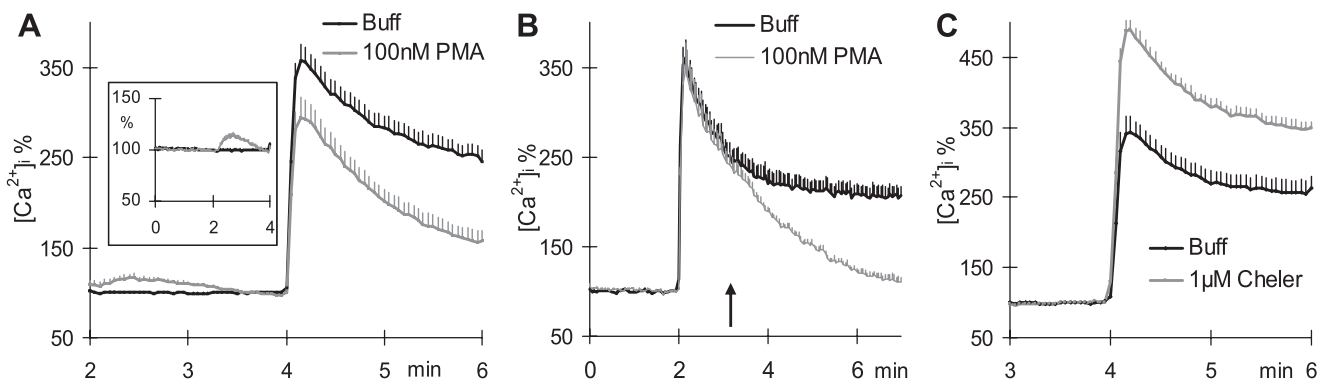 A
Buff
100nM PMA
350
250
150
50
[Ca2+]i %
150
%
100
50
0 2 4
2 3 4 5 min 6
B
Buff
100nM PMA
350
250
150
50
[Ca2+]i %
0 2 4 6 min
C
450
350
250
150
50
[Ca2+]i %
Buff
1µM Cheler
3 4 5 min 6